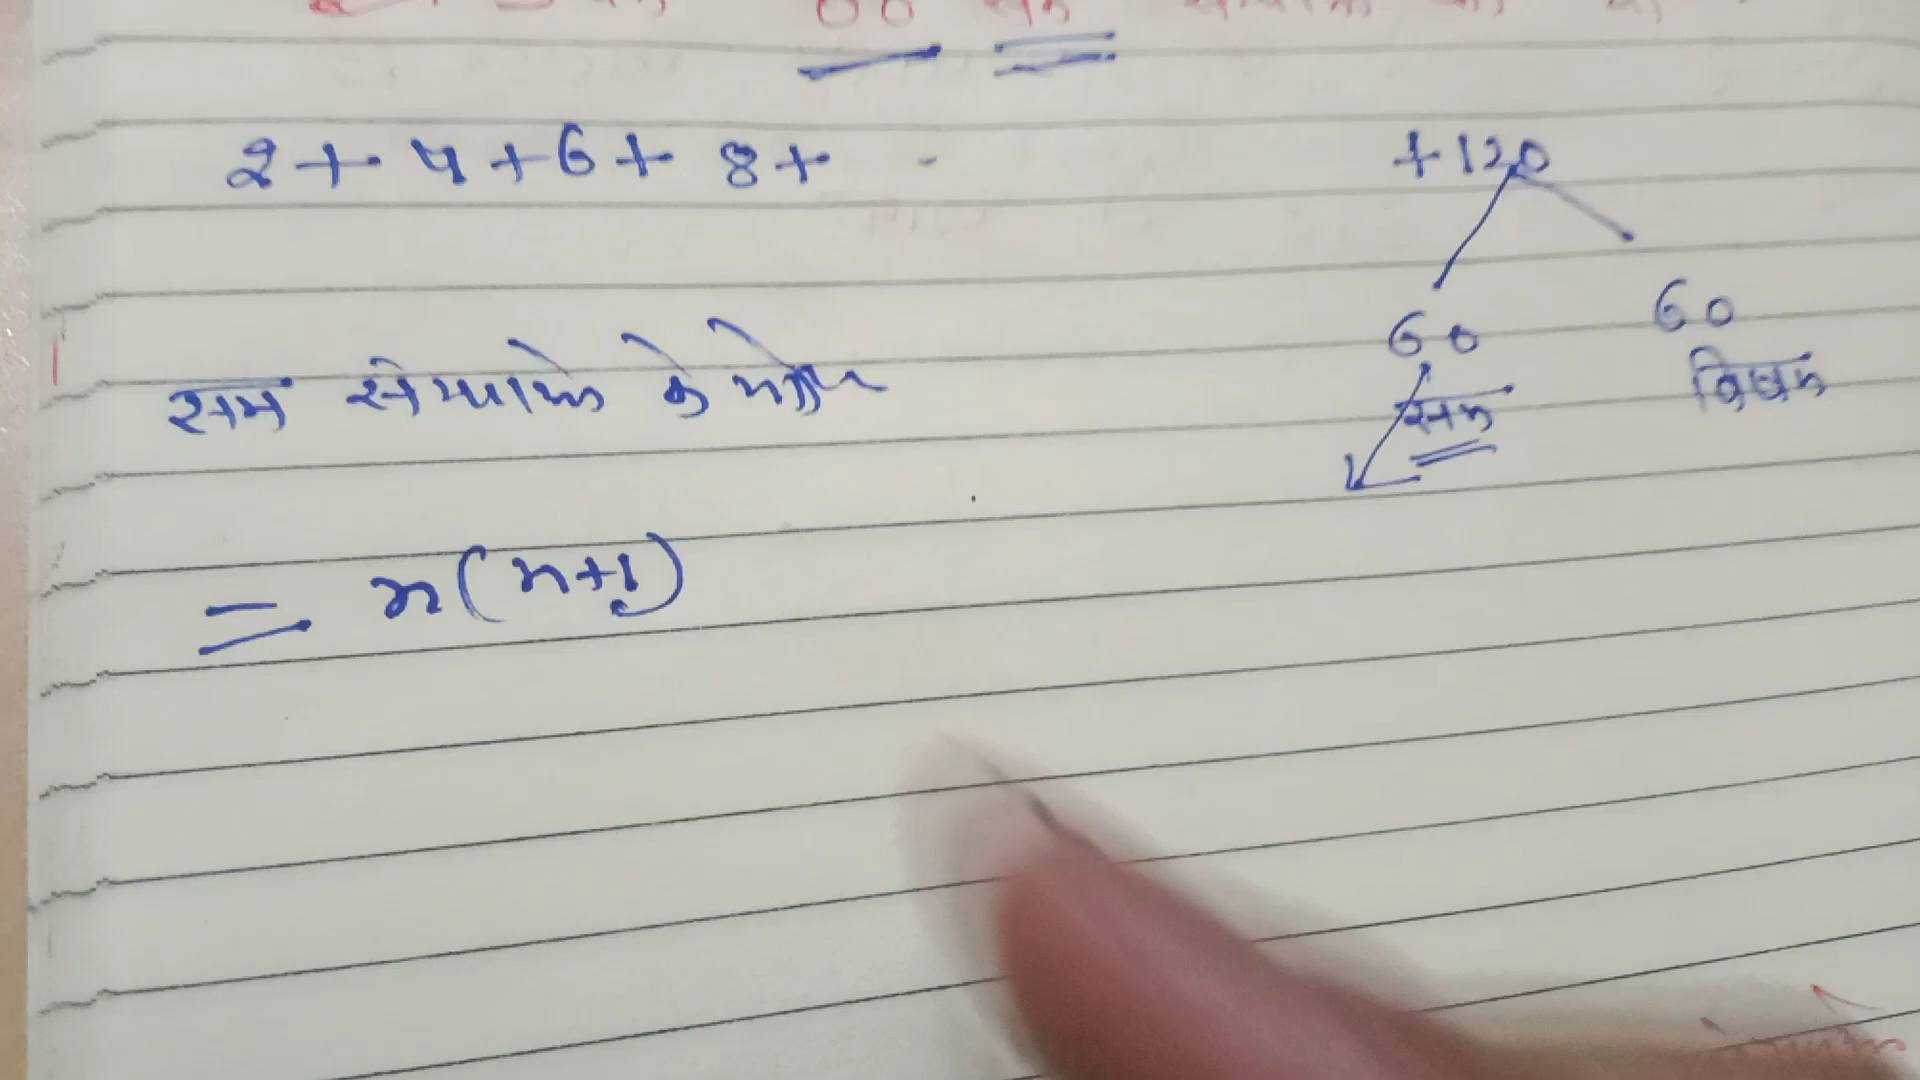 2+ 4+6+ 8+ - +120
60 60
सम संख्याओ के योग सम विषम
= n(n+1)